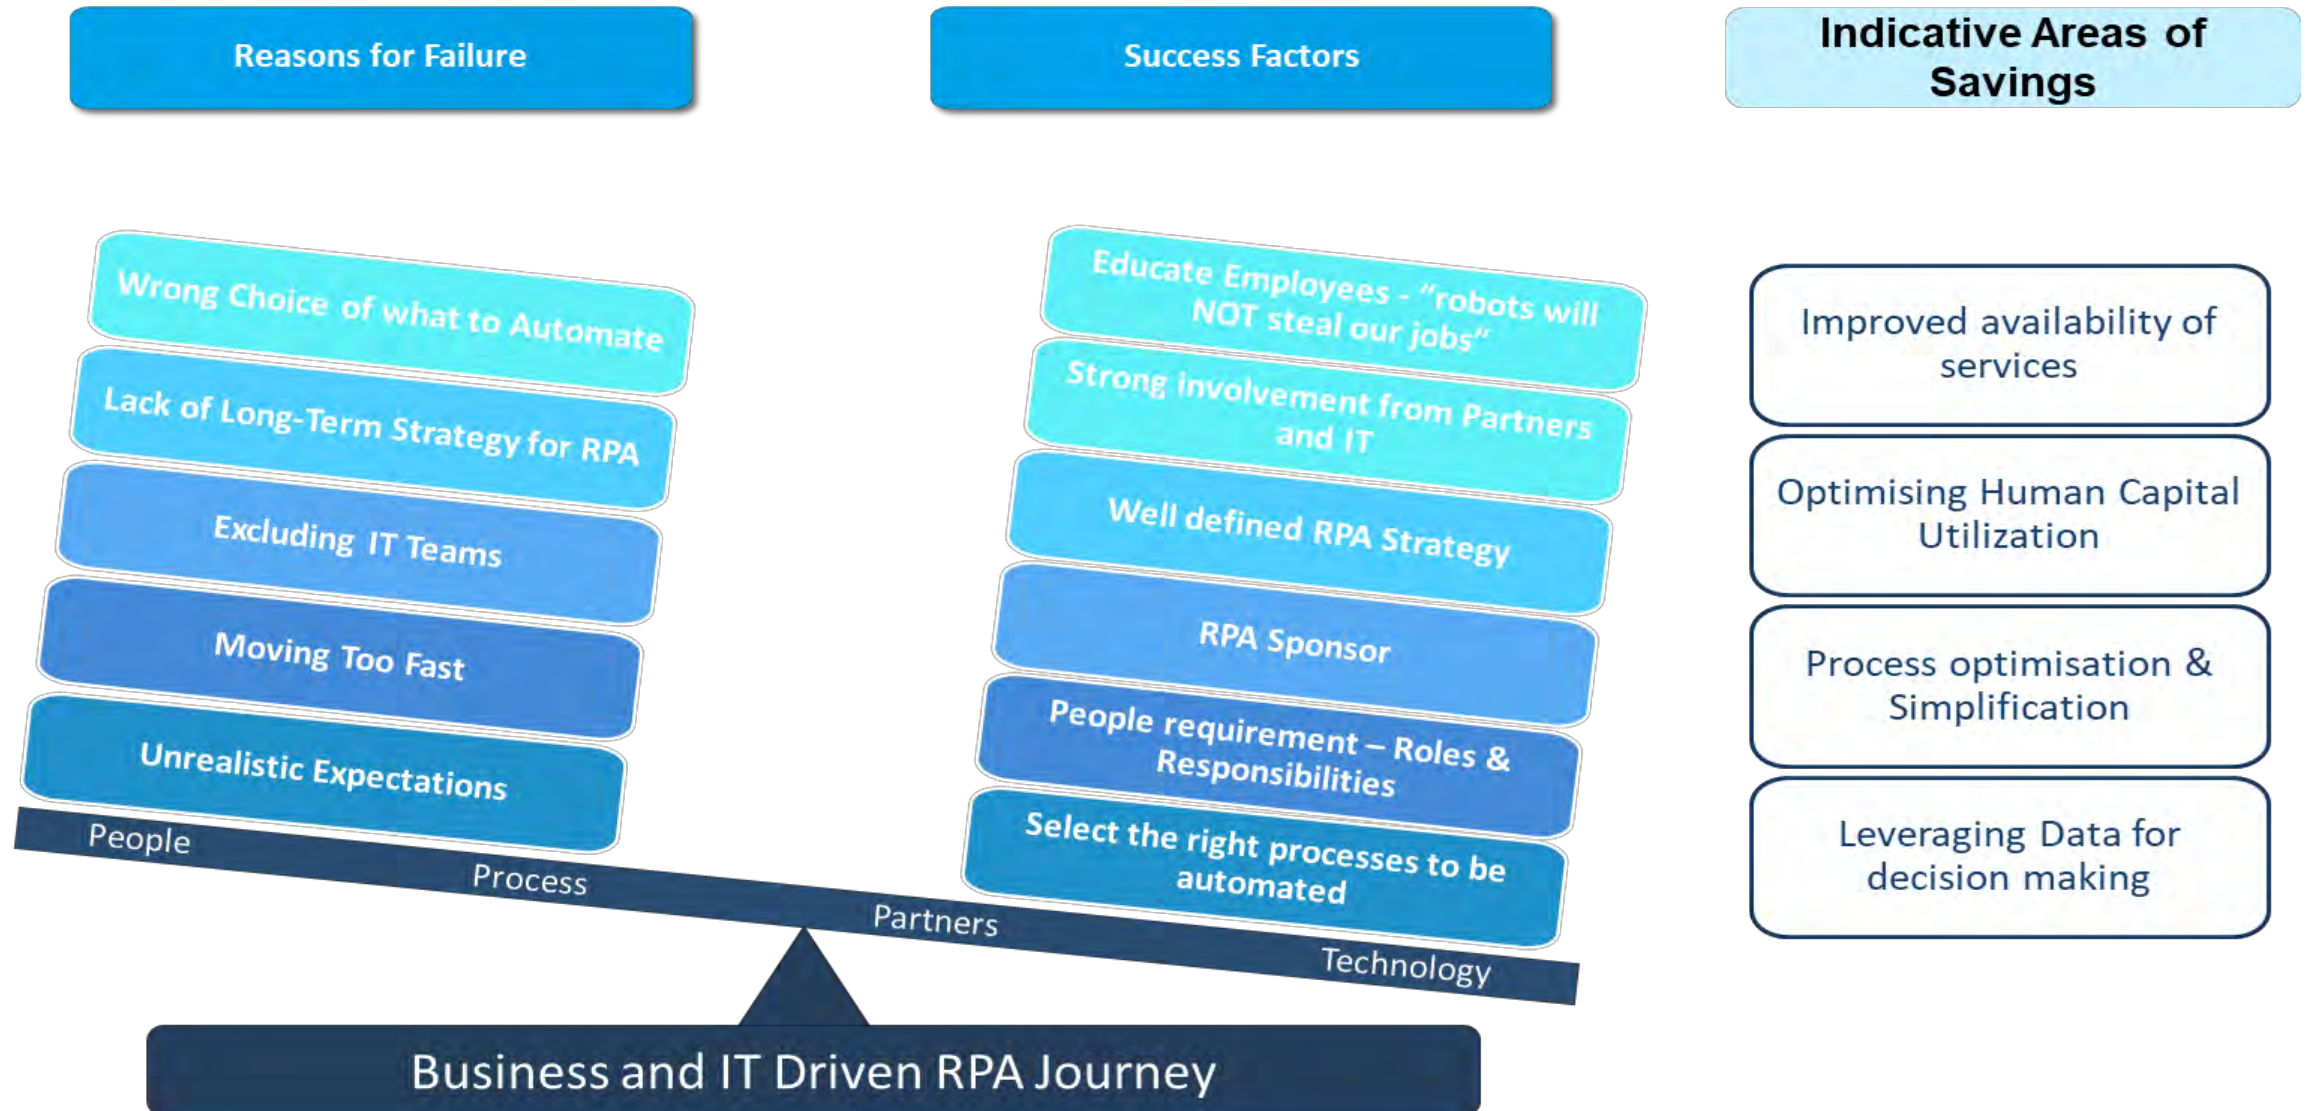 Reasons for Failure
Wrong Choice of what to Automate
Lack of Long-Term Strategy for RPA
Excluding IT Teams
Moving Too Fast
Unrealistic Expectations
Success Factors
Educate Employees - "robots will
NOT steal our jobs"
Strong involvement from Partners
and IT
Well defined RPA Strategy
RPA Sponsor
People requirement – Roles &
Responsibilities
Select the right processes to be
automated
People
Process
Partners
Technology
Business and IT Driven RPA Journey
Indicative Areas of
Savings
Improved availability of
services
Optimising Human Capital
Utilization
Process optimisation &
Simplification
Leveraging Data for
decision making